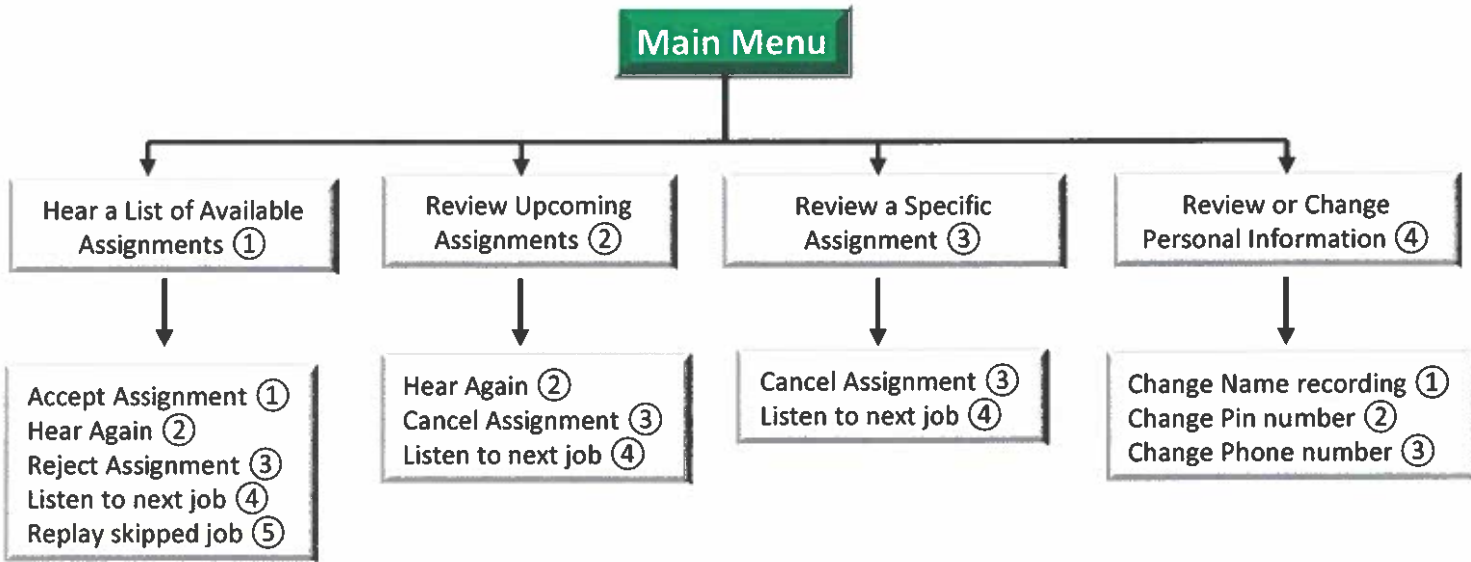 Main Menu
Hear a List of Available
Assignments ①
Review Upcoming
Assignments ②
Review a Specific
Assignment ③
Review or Change
Personal Information ④
Accept Assignment ①
Hear Again ②
Reject Assignment ③
Listen to next job ④
Replay skipped job ⑤
Hear Again ②
Cancel Assignment ③
Listen to next job ④
Cancel Assignment ③
Listen to next job ④
Change Name recording ①
Change Pin number ②
Change Phone number ③